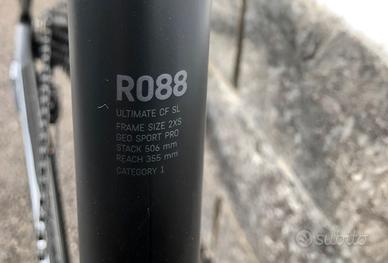 R088
ULTIMATE CF SL
FRAME SIZE 2XS
GEO SPORT PRO
STACK 506 mm
REACH 355 mm
CATEGORY 1
subito